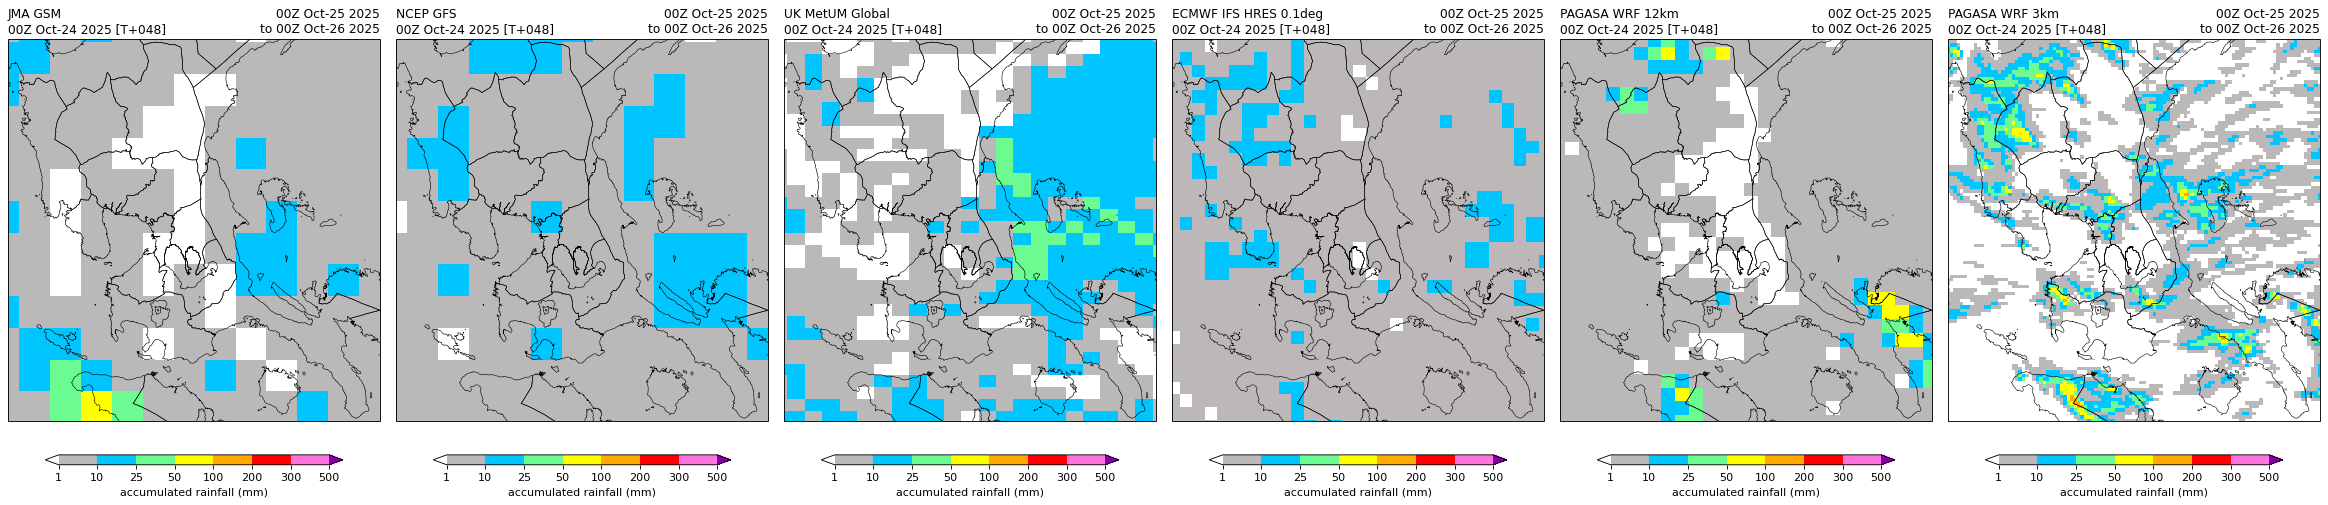 JMA GSM
00Z Oct-24 2025 [T+048]
00Z Oct-25 2025
to 00Z Oct-26 2025
NCEP GFS
00Z Oct-24 2025 [T+048]
00Z Oct-25 2025
to 00Z Oct-26 2025
UK MetUM Global
00Z Oct-24 2025 [T+048]
00Z Oct-25 2025
to 00Z Oct-26 2025
ECMWF IFS HRES 0.1deg
00Z Oct-24 2025 [T+048]
00Z Oct-25 2025
to 00Z Oct-26 2025
PAGASA WRF 12km
00Z Oct-24 2025 [T+048]
00Z Oct-25 2025
to 00Z Oct-26 2025
PAGASA WRF 3km
00Z Oct-24 2025 [T+048]
00Z Oct-25 2025
to 00Z Oct-26 2025
1 10 25 50 100 200 300 500
accumulated rainfall (mm)
1 10 25 50 100 200 300 500
accumulated rainfall (mm)
1 10 25 50 100 200 300 500
accumulated rainfall (mm)
1 10 25 50 100 200 300 500
accumulated rainfall (mm)
1 10 25 50 100 200 300 500
accumulated rainfall (mm)
1 10 25 50 100 200 300 500
accumulated rainfall (mm)